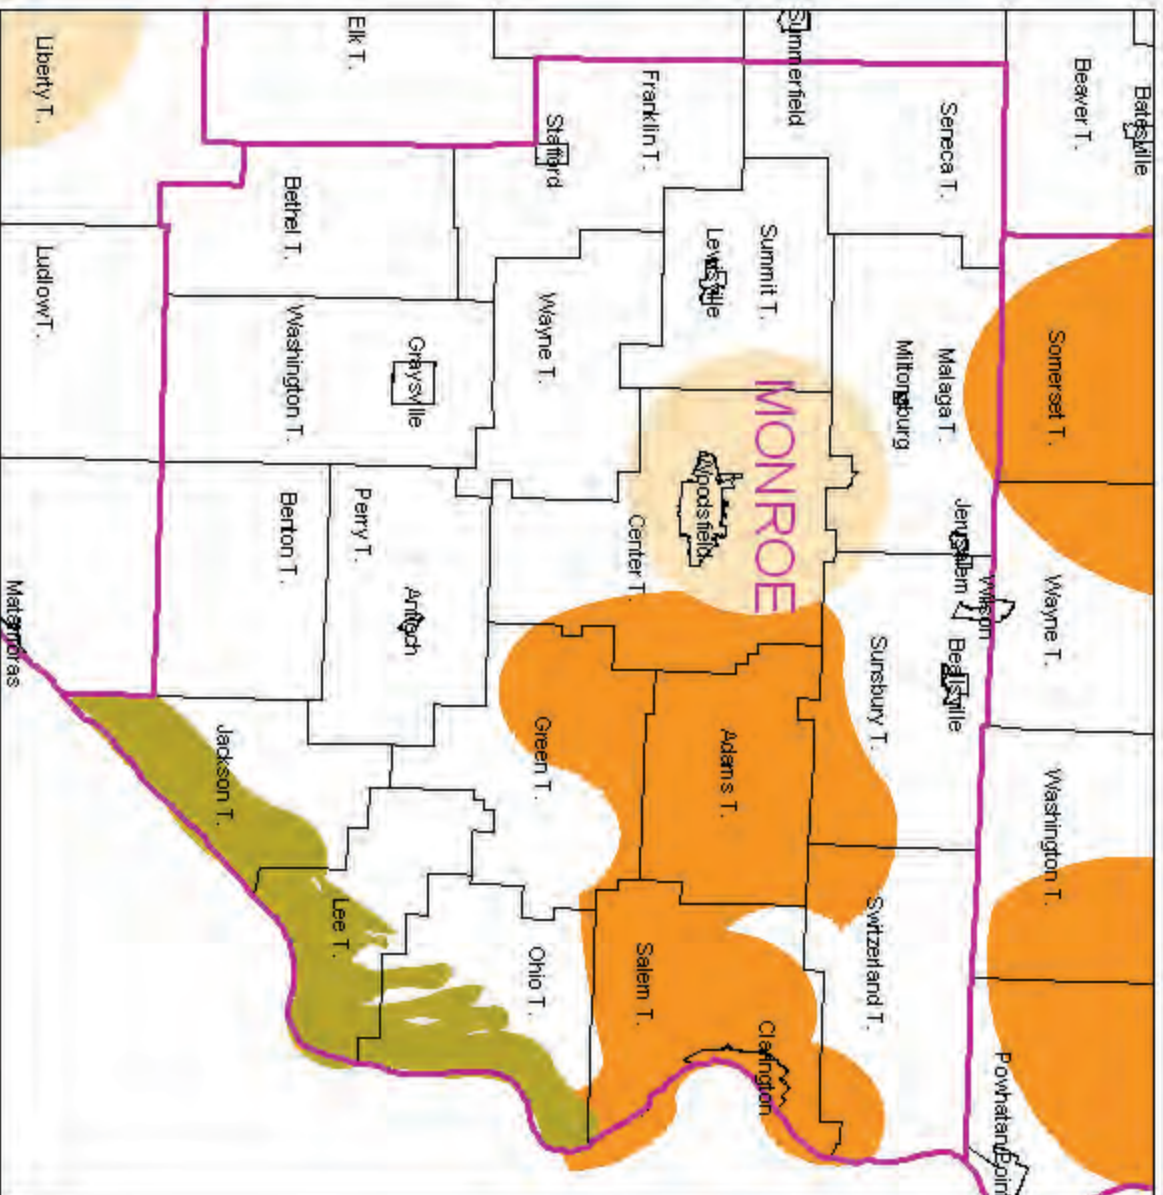 Batesville
Beaver T.
Somerset T.
Wayne T.
Washington T.
Powhatan Poin
Seneca T.
Malaga T.
Miltonsburg
Jerusalem
Wilson
Beallsville
Sunsbury T.
Switzerland T.
Summerfield
Summit T.
Lewisville
MONROE
Woodsfield
Adams T.
Clarington
Franklin T.
Stafford
Wayne T.
Center T.
Green T.
Salem T.
Ohio T.
Elk T.
Bethel T.
Washington T.
Graysville
Perry T.
Antioch
Benton T.
Jackson T.
Lee T.
Liberty T.
Ludlow T.
Matamoras